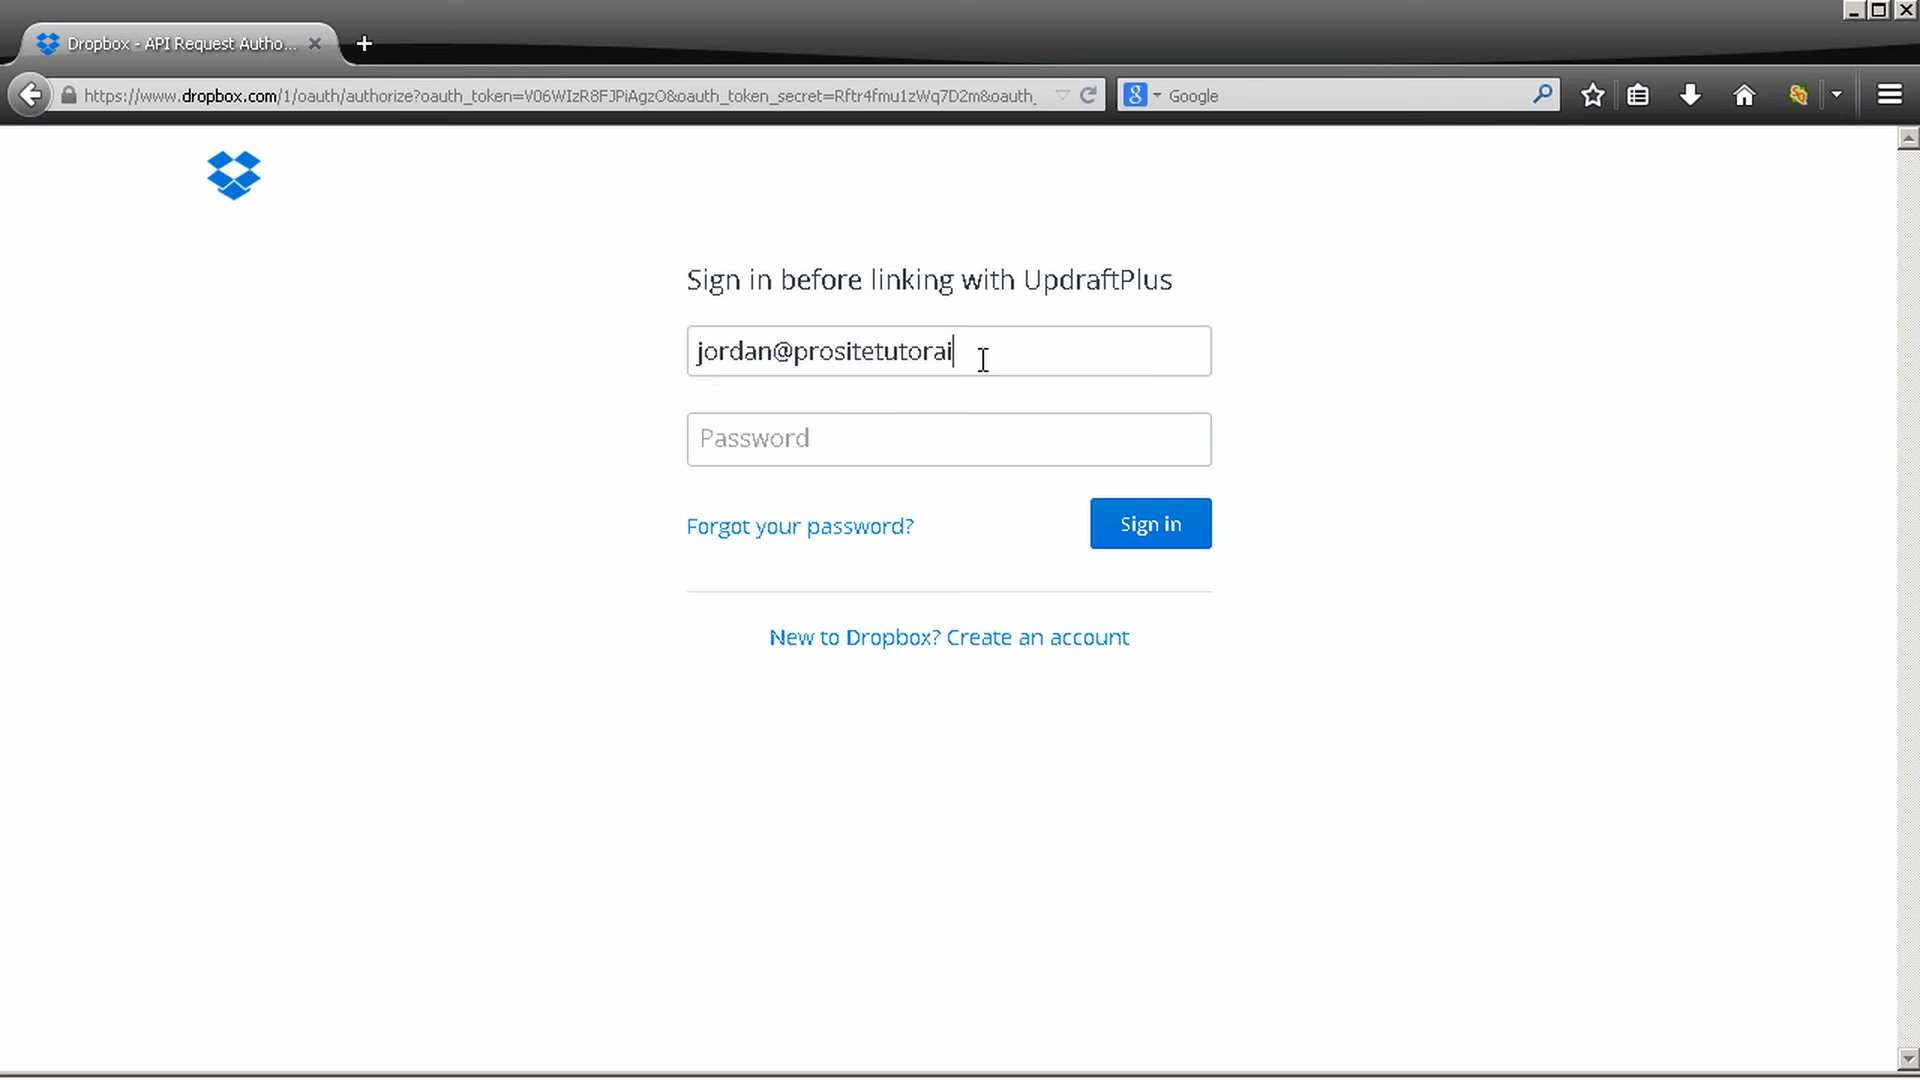 Dropbox - API Request Autho...
https://www.dropbox.com/1/oauth/authorize?oauth_token=V06WIzR8FJPiAgzO&oauth_token_secret=Rftr4fmu1zWq7D2m&oauth_
Google
Sign in before linking with UpdraftPlus
jordan@prositetutorai
Password
Forgot your password?
Sign in
New to Dropbox? Create an account